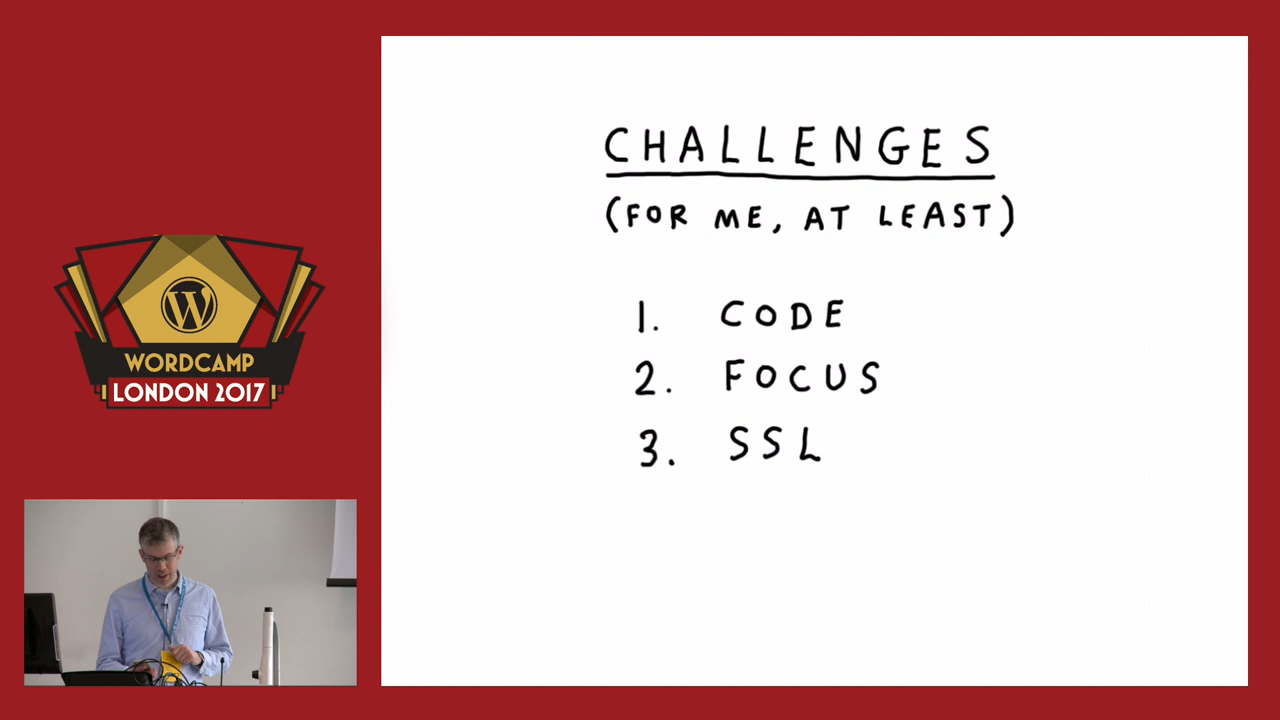 CHALLENGES
(FOR ME, AT LEAST)
1. CODE
2. FOCUS
3. SSL
WORDCAMP
LONDON 2017